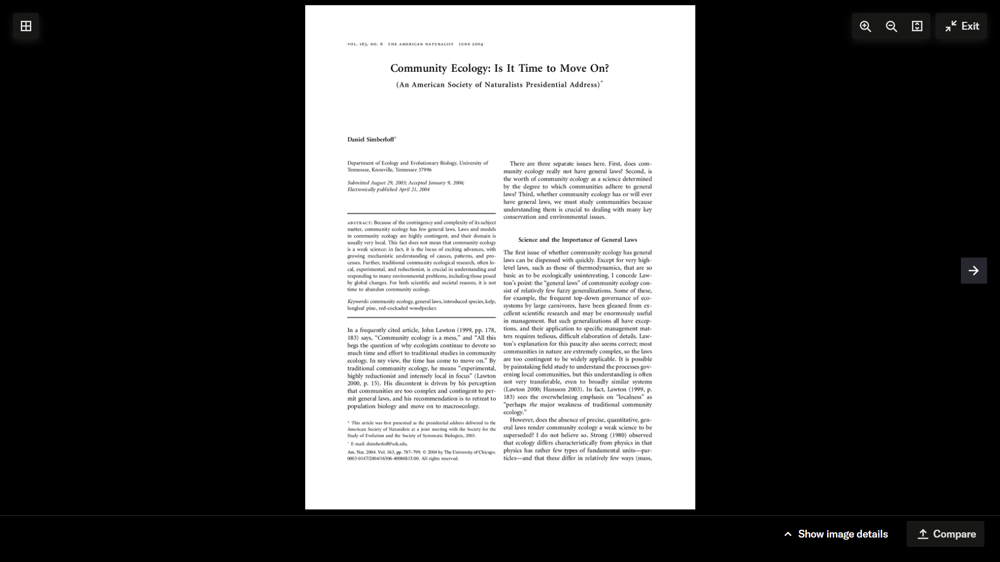 Exit
VOL. 163, NO. 6 THE AMERICAN NATURALIST JUNE 2004
Community Ecology: Is It Time to Move On?
(An American Society of Naturalists Presidential Address)*
Daniel Simberloff†
Department of Ecology and Evolutionary Biology, University of
Tennessee, Knoxville, Tennessee 37996
Submitted August 29, 2003; Accepted January 9, 2004;
Electronically published April 21, 2004
ABSTRACT: Because of the contingency and complexity of its subject
matter, community ecology has few general laws. Laws and models
in community ecology are highly contingent, and their domain is
usually very local. This fact does not mean that community ecology
is a weak science; in fact, it is the locus of exciting advances, with
growing mechanistic understanding of causes, patterns, and pro-
cesses. Further, traditional community ecological research, often lo-
cal, experimental, and reductionist, is crucial in understanding and
responding to many environmental problems, including those posed
by global changes. For both scientific and societal reasons, it is not
time to abandon community ecology.
Keywords: community ecology, general laws, introduced species, kelp,
longleaf pine, red-cockaded woodpecker.
In a frequently cited article, John Lawton (1999, pp. 178,
183) says, “Community ecology is a mess,” and “All this
begs the question of why ecologists continue to devote so
much time and effort to traditional studies in community
ecology. In my view, the time has come to move on.” By
traditional community ecology, he means “experimental,
highly reductionist and intensely local in focus” (Lawton
2000, p. 15). His discontent is driven by his perception
that communities are too complex and contingent to per-
mit general laws, and his recommendation is to retreat to
population biology and move on to macroecology.
* This article was first presented as the presidential address delivered to the
American Society of Naturalists at a joint meeting with the Society for the
Study of Evolution and the Society of Systematic Biologists, 2003.
† E-mail: dsimberloff@utk.edu.
Am. Nat. 2004. Vol. 163, pp. 787–799. © 2004 by The University of Chicago.
0003-0147/2004/16306-40086$15.00. All rights reserved.
There are three separate issues here. First, does com-
munity ecology really not have general laws? Second, is
the worth of community ecology as a science determined
by the degree to which communities adhere to general
laws? Third, whether community ecology has or will ever
have general laws, we must study communities because
understanding them is crucial to dealing with many key
conservation and environmental issues.
Science and the Importance of General Laws
The first issue of whether community ecology has general
laws can be dispensed with quickly. Except for very high-
level laws, such as those of thermodynamics, that are so
basic as to be ecologically uninteresting, I concede Law-
ton’s point: the “general laws” of community ecology con-
sist of relatively few fuzzy generalizations. Some of these,
for example, the frequent top-down governance of eco-
systems by large carnivores, have been gleaned from ex-
cellent scientific research and may be enormously useful
in management. But such generalizations all have excep-
tions, and their application to specific management mat-
ters requires tedious, difficult elaboration of details. Law-
ton’s explanation for this paucity also seems correct; most
communities in nature are extremely complex, so the laws
are too contingent to be widely applicable. It is possible
by painstaking field study to understand the processes gov-
erning local communities, but this understanding is often
not very transferable, even to broadly similar systems
(Lawton 2000; Hansson 2003). In fact, Lawton (1999, p.
183) sees the overwhelming emphasis on “localness” as
“perhaps the major weakness of traditional community
ecology.”
However, does the absence of precise, quantitative, gen-
eral laws render community ecology a weak science to be
superseded? I do not believe so. Strong (1980) observed
that ecology differs characteristically from physics in that
physics has rather few types of fundamental units—par-
ticles—and that these differ in relatively few ways (mass,
Show image details
Compare